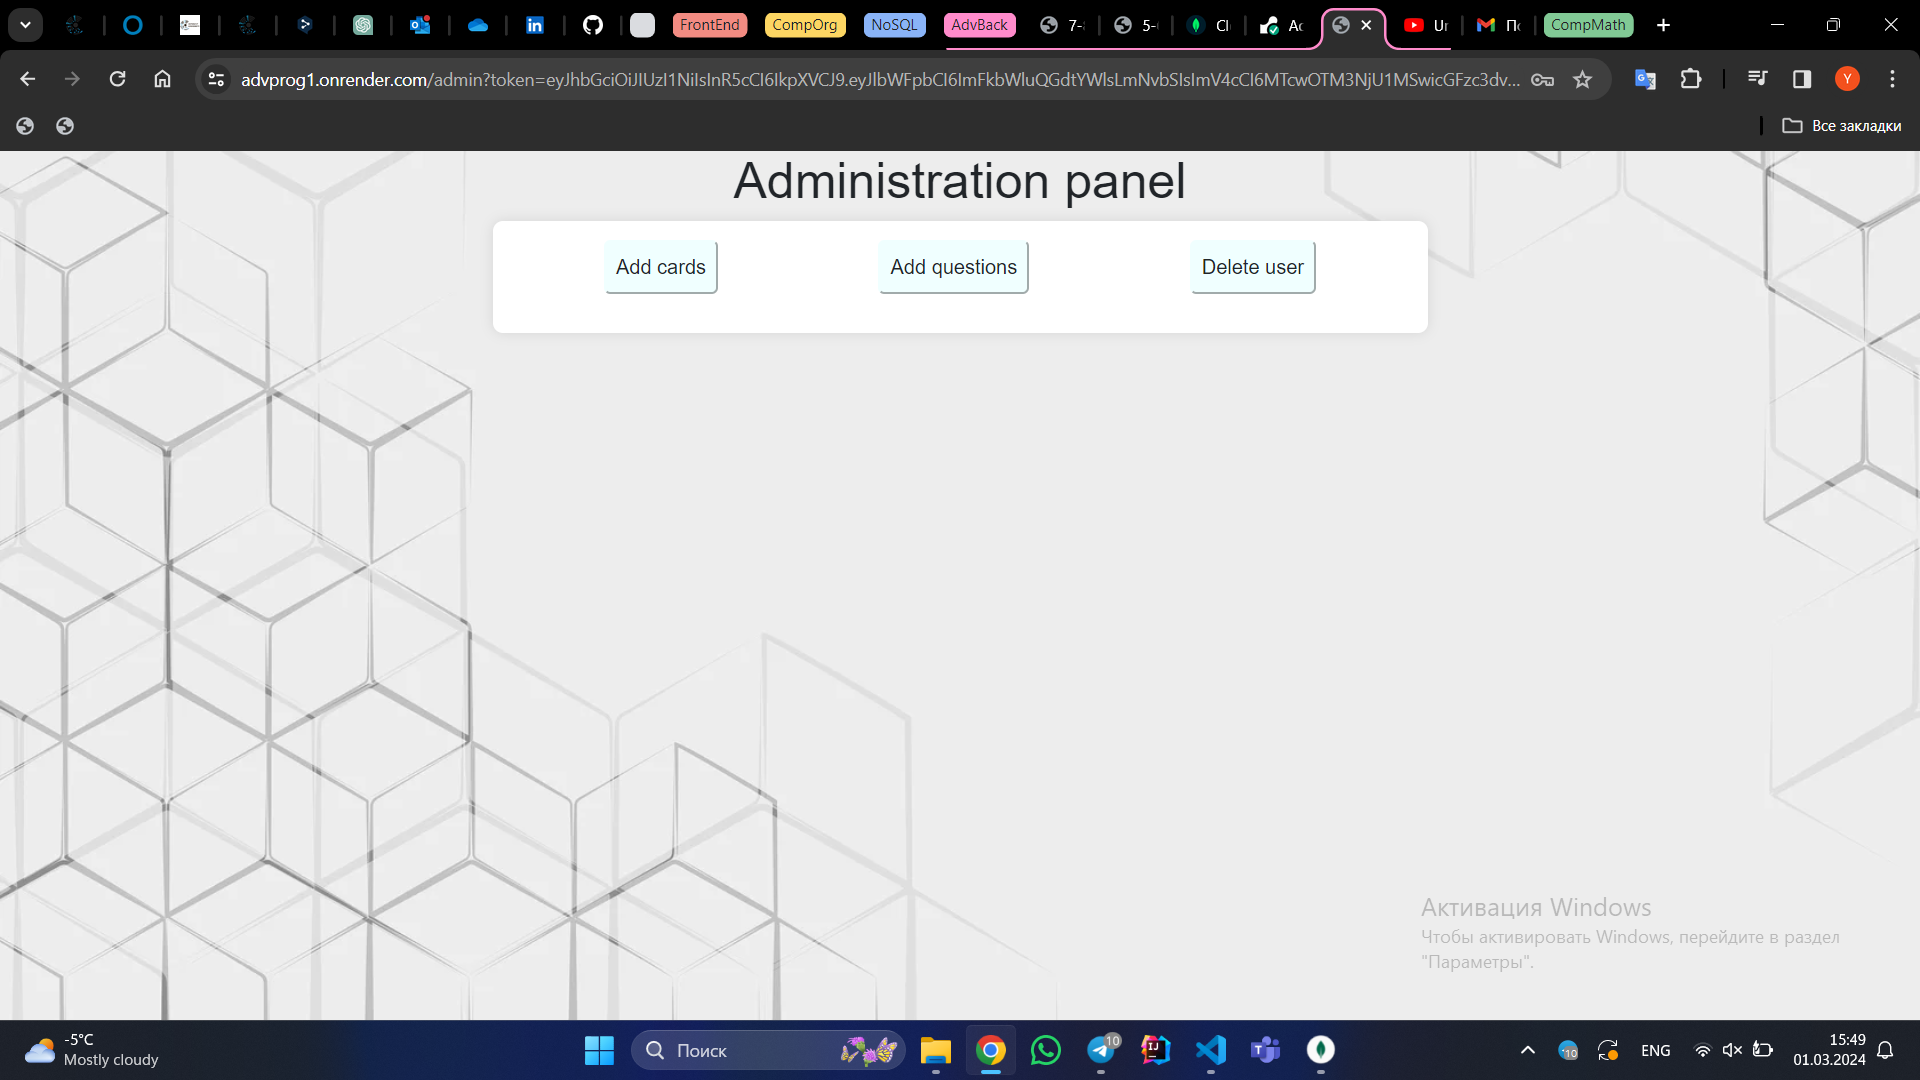 FrontEnd
CompOrg
NoSQL
AdvBack
7-
5-
Cl
Ac
Ur
CompMath
advprog1.onrender.com/admin?token=eyJhbGciOiJIUzI1NiIsInR5cCI6IkpXVCJ9.eyJlbWFpbCI6ImFkbWluQGdtYWlsLmNvbSIsImV4cCI6MTcwOTM3NjU1MSwicGFzc3dv...
Y
Все закладки
Administration panel
Add cards
Add questions
Delete user
Активация Windows
Чтобы активировать Windows, перейдите в раздел
"Параметры".
-5°C
Mostly cloudy
Поиск
10
10
ENG
15:49
01.03.2024